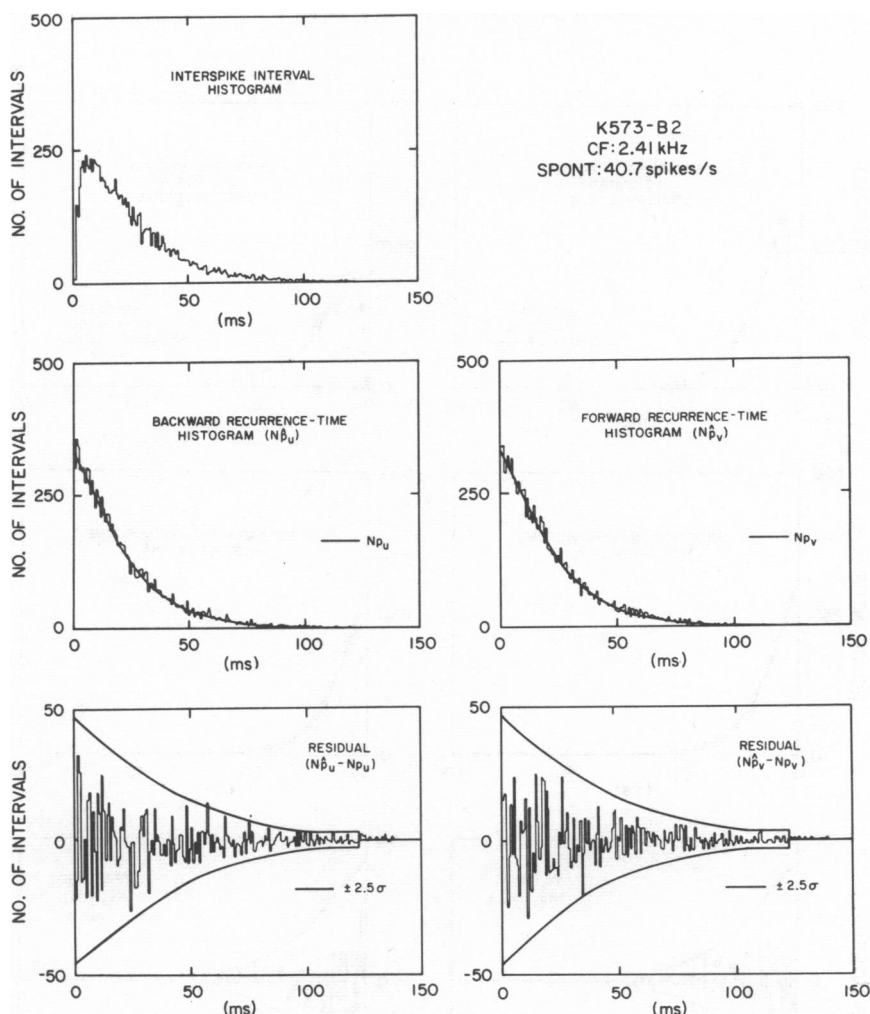 500
250
0
NO. OF INTERVALS
INTERSPIKE INTERVAL
HISTOGRAM
0 50 100 150
(ms)
K573-B2
CF:2.41kHz
SPONT:40.7spikes/s
500
250
0
NO. OF INTERVALS
BACKWARD RECURRENCE-TIME
HISTOGRAM (Np̂u)
Npu
0 50 100 150
(ms)
500
250
0
FORWARD RECURRENCE-TIME
HISTOGRAM (Np̂v)
Npv
0 50 100 150
(ms)
50
0
-50
NO. OF INTERVALS
RESIDUAL
(Np̂u-Npu)
±2.5σ
0 50 100 150
(ms)
50
0
-50
RESIDUAL
(Np̂v-Npv)
±2.5σ
0 50 100 150
(ms)